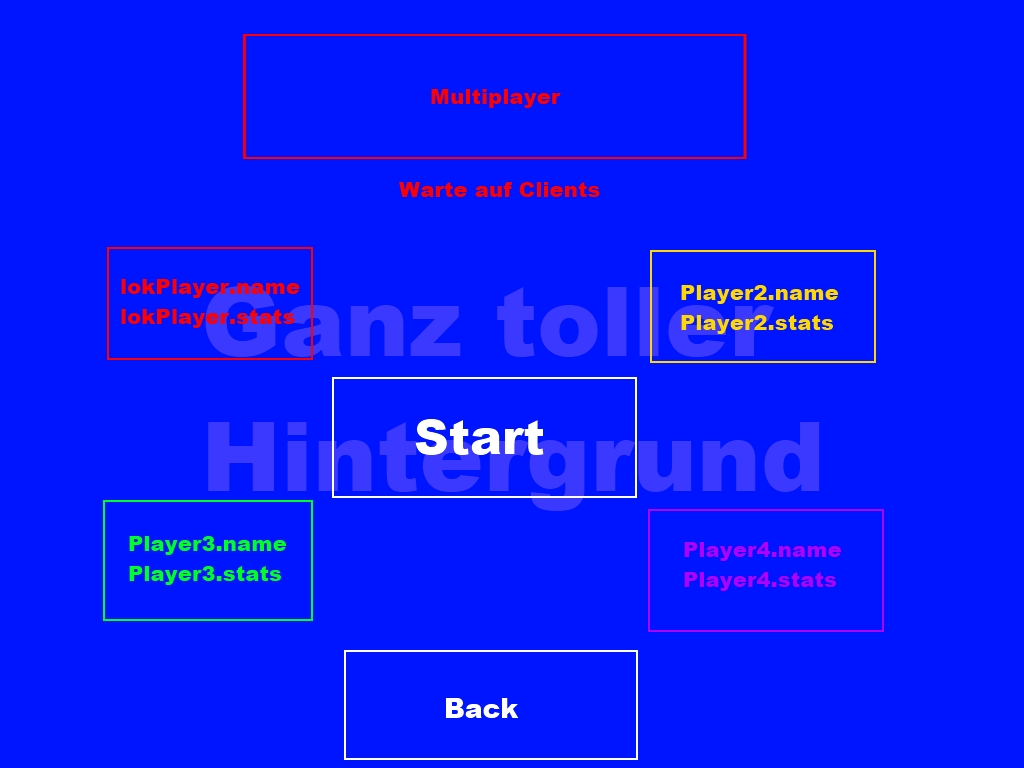 Multiplayer
Warte auf Clients
lokPlayer.name
lokPlayer.stats
Player2.name
Player2.stats
Ganz toller
Start
Hintergrund
Player3.name
Player3.stats
Player4.name
Player4.stats
Back